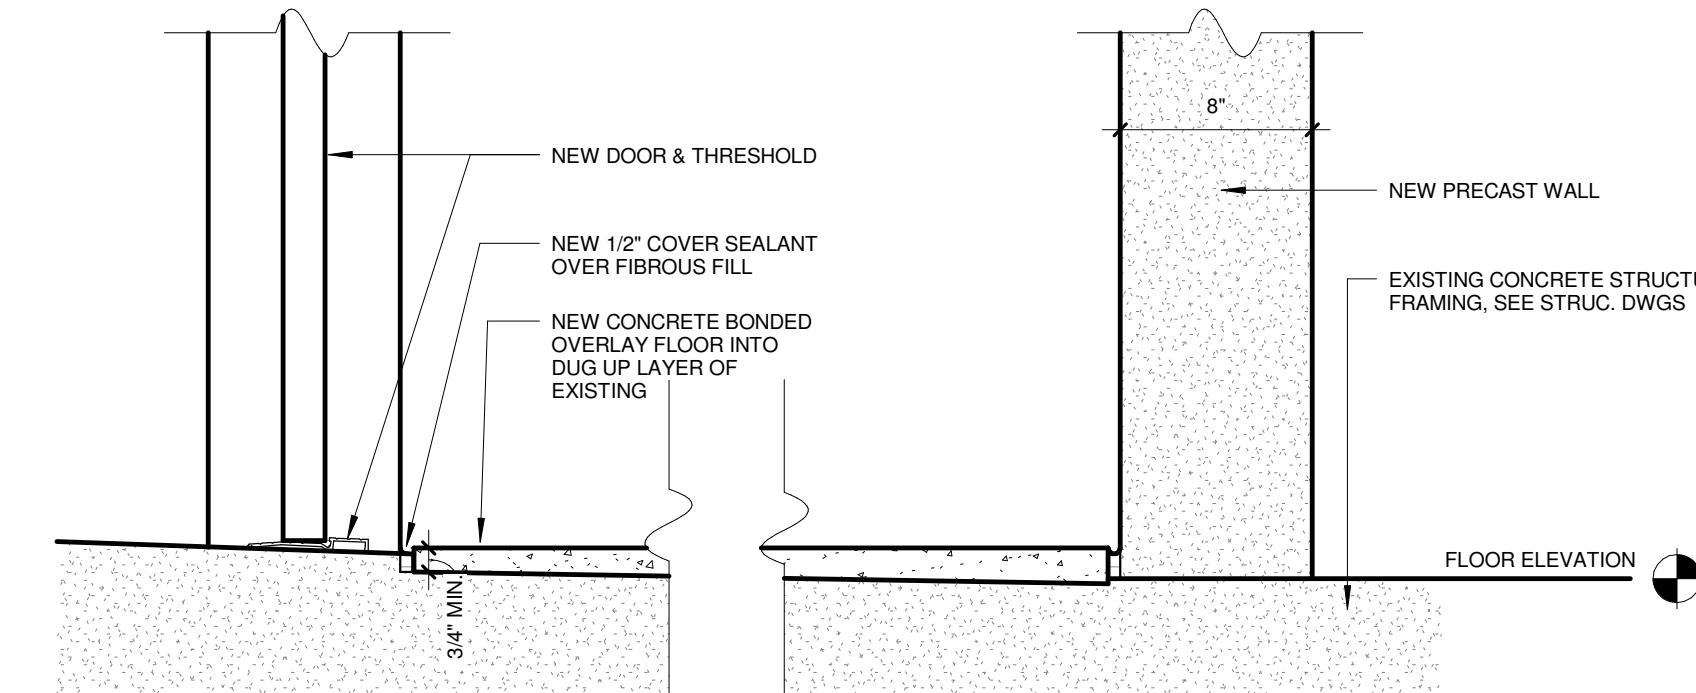 8"
NEW DOOR & THRESHOLD
NEW PRECAST WALL
NEW 1/2" COVER SEALANT
OVER FIBROUS FILL
EXISTING CONCRETE
FRAMING, SEE STRUC. DWGS
NEW CONCRETE BONDED
OVERLAY FLOOR INTO
DUG UP LAYER OF
EXISTING
FLOOR ELEVATION
3/4" MIN.